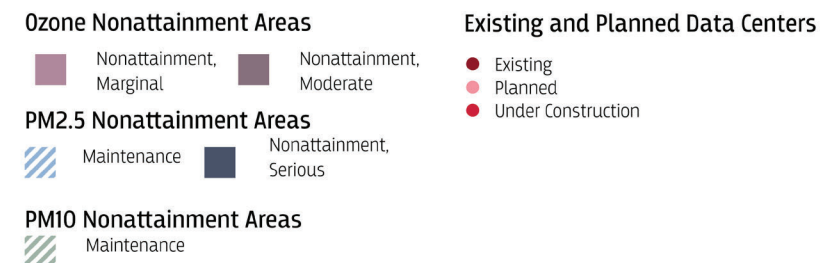 Ozone Nonattainment Areas
Nonattainment,
Marginal
Nonattainment,
Moderate
PM2.5 Nonattainment Areas
Maintenance
Nonattainment,
Serious
PM10 Nonattainment Areas
Maintenance
Existing and Planned Data Centers
Existing
Planned
Under Construction